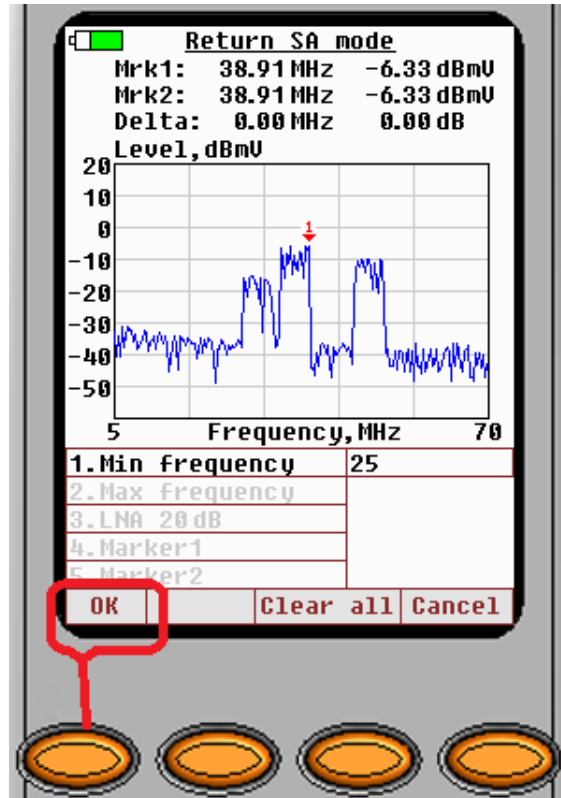 Return SA mode
Mrk1: 38.91 MHz -6.33 dBmV
Mrk2: 38.91 MHz -6.33 dBmV
Delta: 0.00 MHz 0.00 dB
Level, dBmV
20
10
0
1
-10
-20
-30
-40
-50
5 Frequency, MHz 70
1.Min frequency 25
2.Max frequency
3.LNA 20 dB
4.Marker1
5.Marker2
OK Clear all Cancel